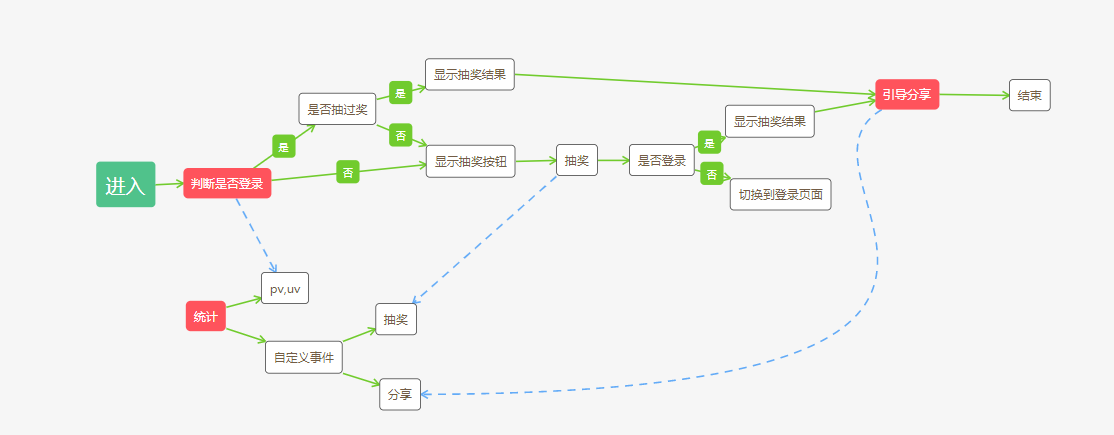 进入
判断是否登录
是
是否抽过奖
是
显示抽奖结果
否
否
显示抽奖按钮
抽奖
是否登录
是
显示抽奖结果
否
切换到登录页面
引导分享
结束
统计
pv,uv
自定义事件
抽奖
分享